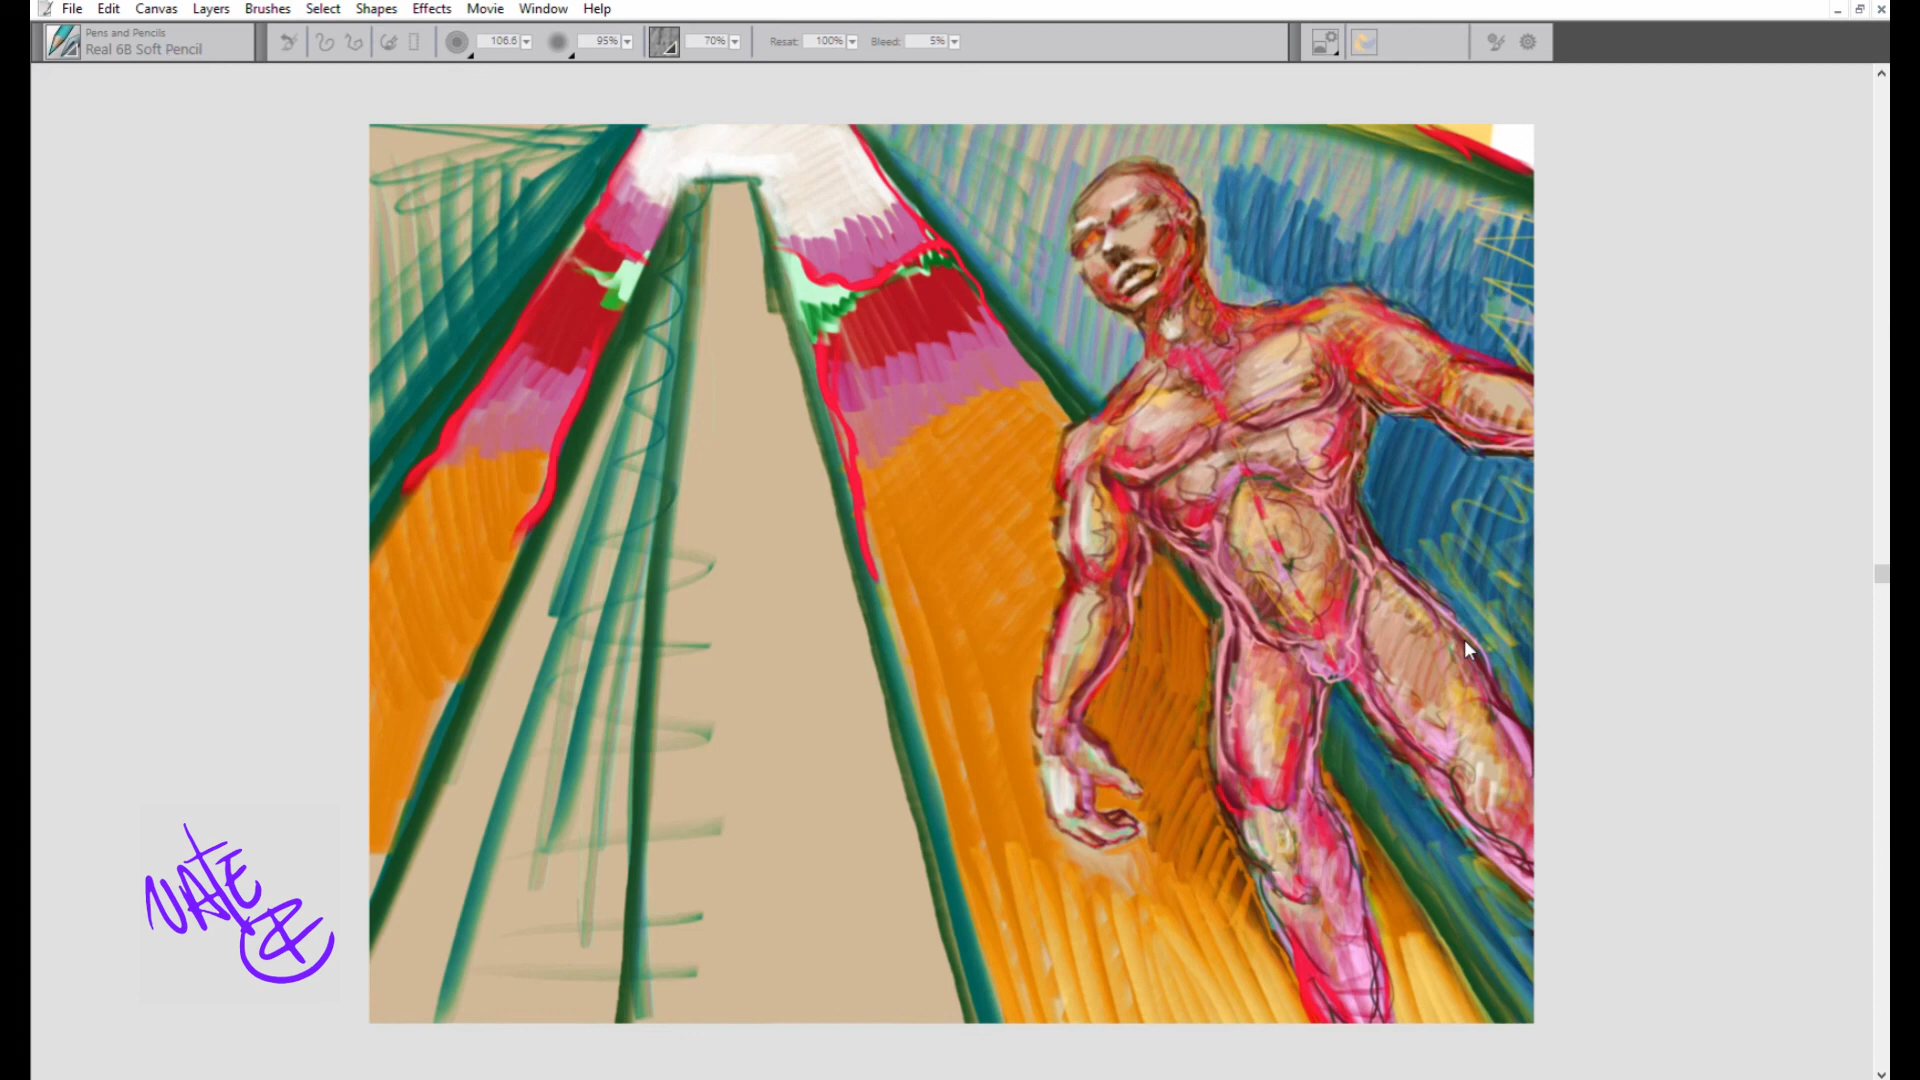 File Edit Canvas Layers Brushes Select Shapes Effects Movie Window Help
Pens and Pencils
Real 6B Soft Pencil
106.6 95% 70% Resat: 100% Bleed: 5%
NATE